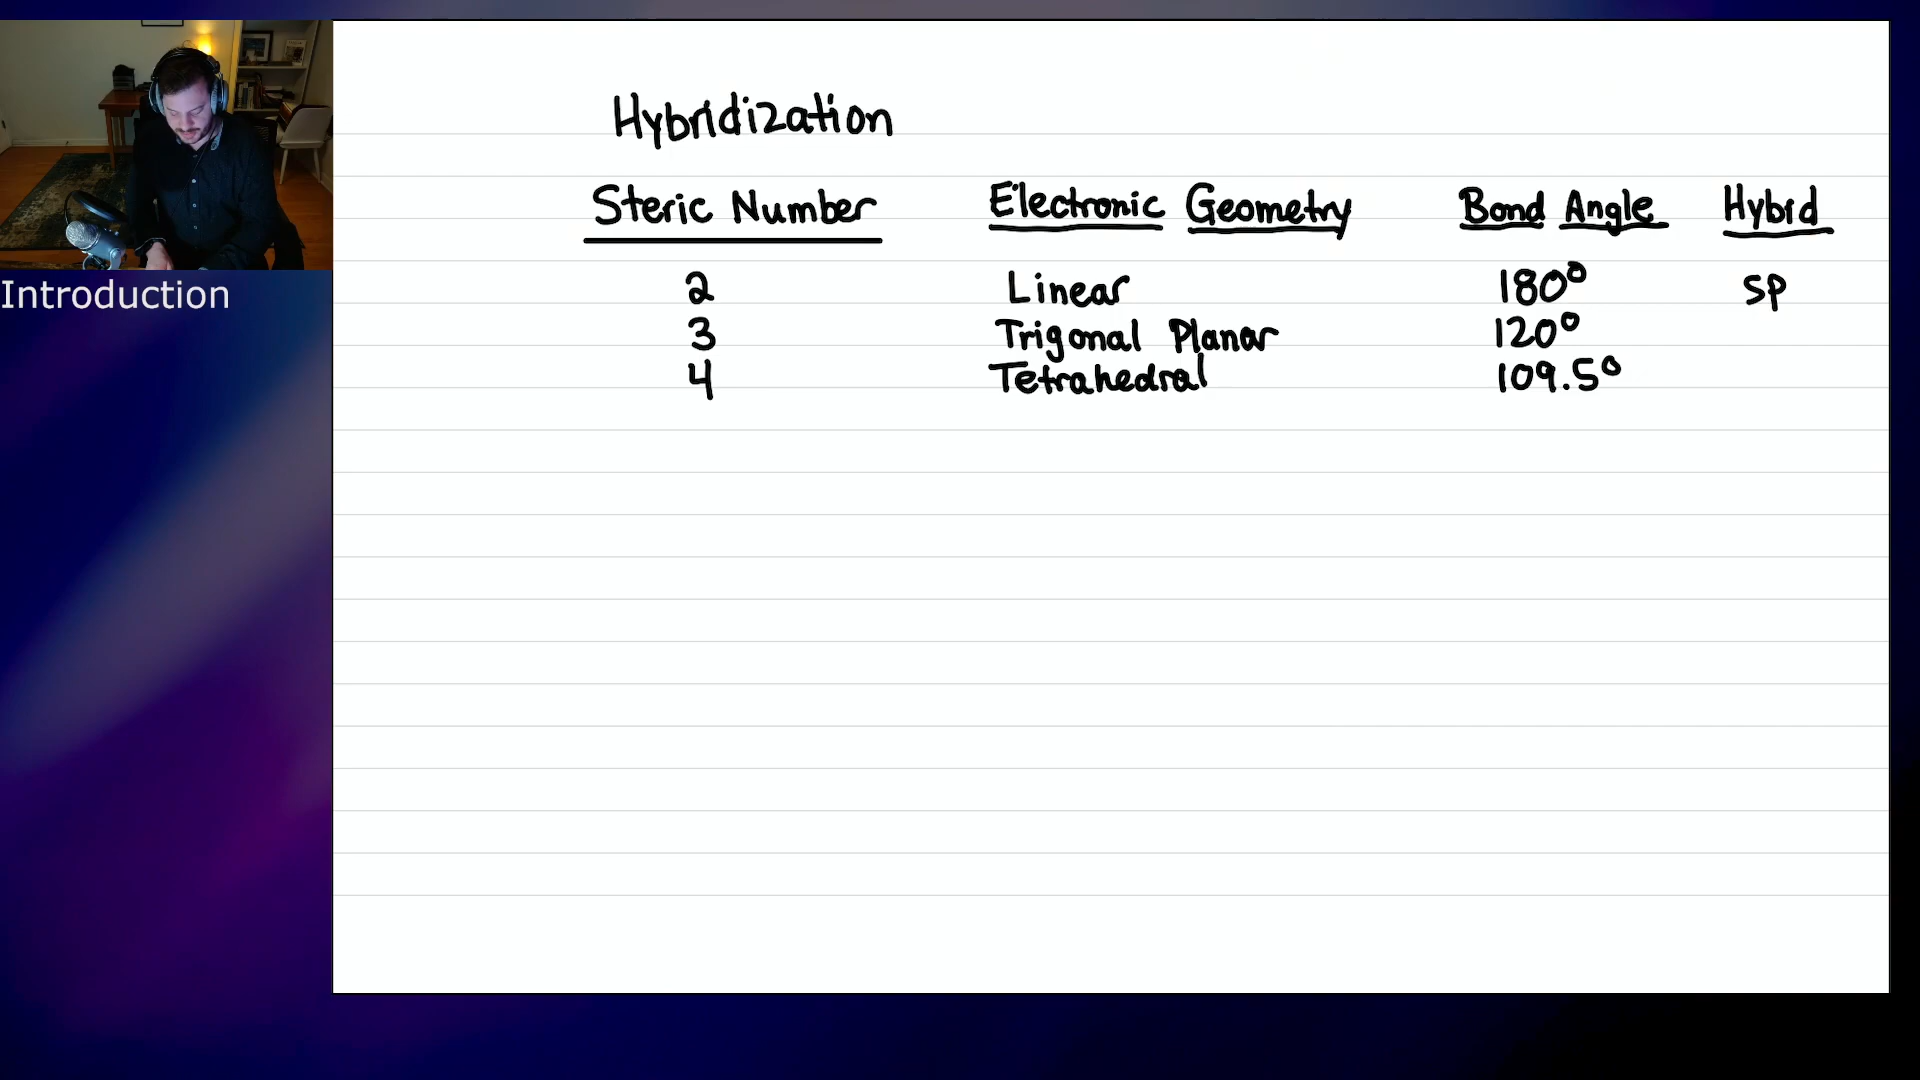 Hybridization
Steric Number Electronic Geometry Bond Angle Hybrd
2 Linear 180° sp
3 Trigonal Planar 120°
4 Tetrahedral 109.5°
Introduction